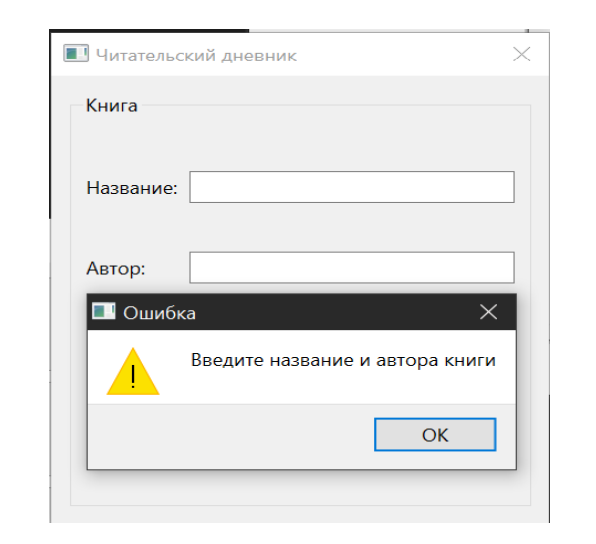 Читательский дневник
Книга
Название:
Автор:
Ошибка
Введите название и автора книги
OK